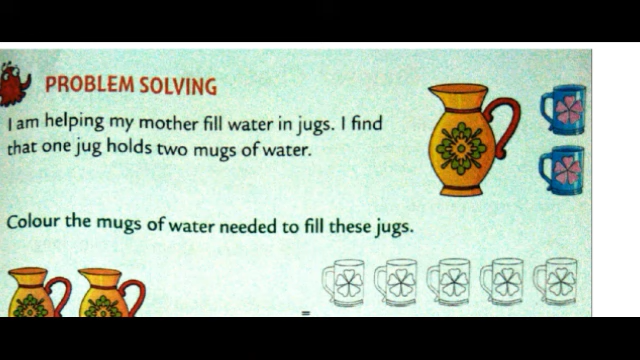 PROBLEM SOLVING
I am helping my mother fill water in jugs. I find
that one jug holds two mugs of water.
Colour the mugs of water needed to fill these jugs.
=